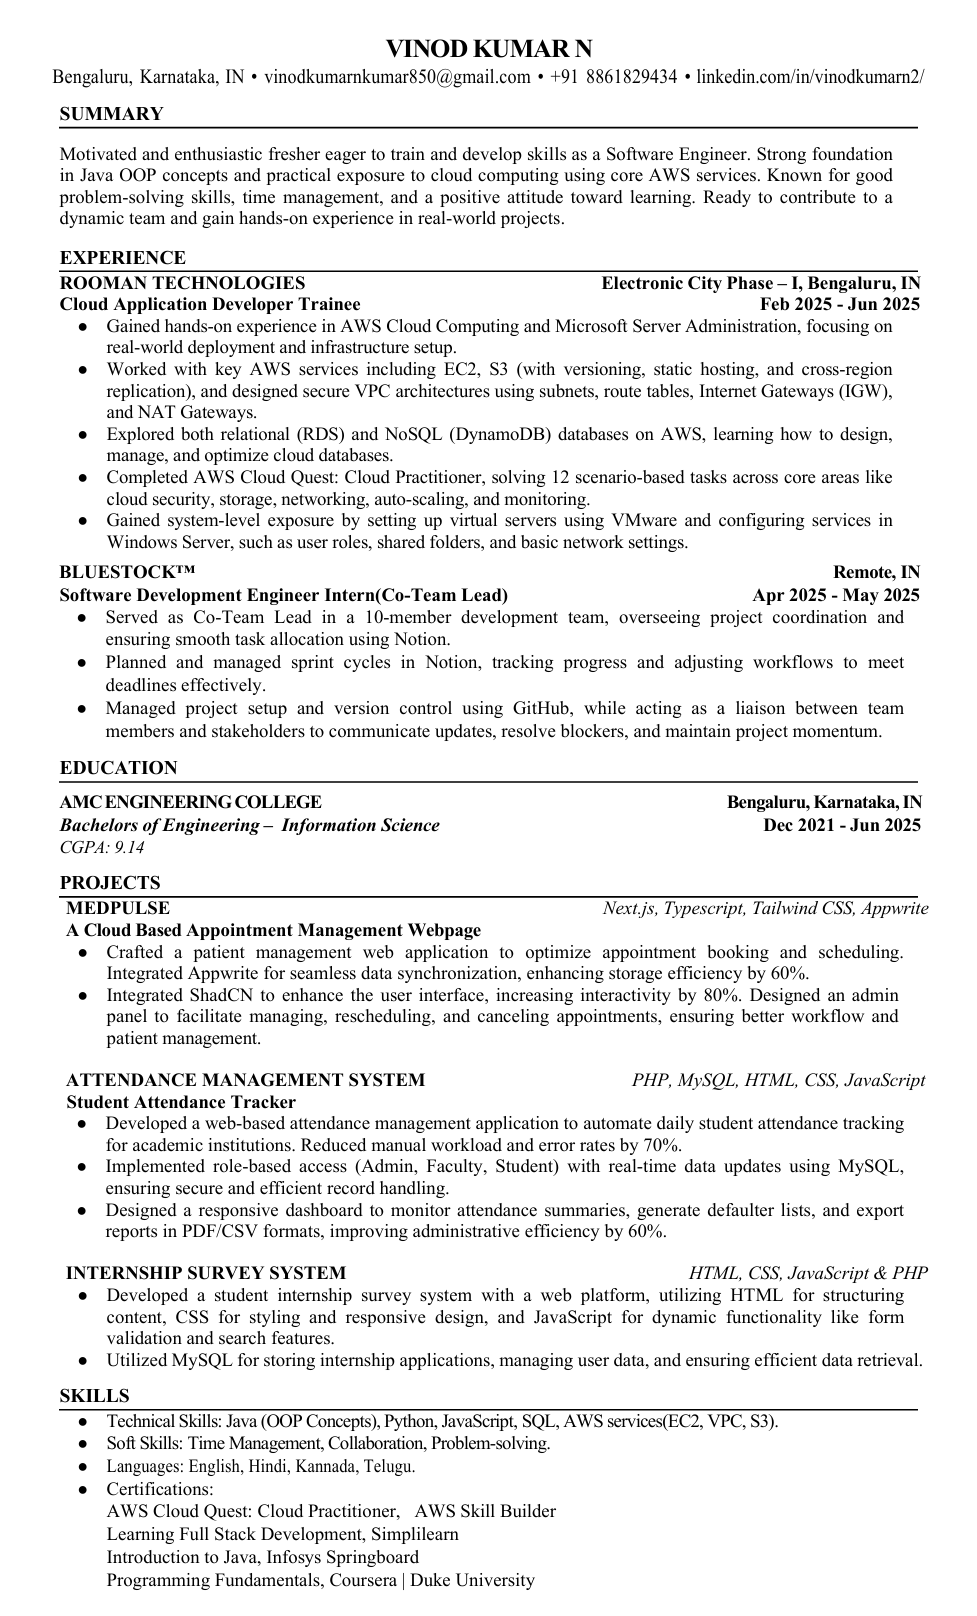 VINOD KUMAR N
Bengaluru, Karnataka, IN • vinodkumarnkumar850@gmail.com • +91 8861829434 • linkedin.com/in/vinodkumarn2/
SUMMARY
Motivated and enthusiastic fresher eager to train and develop skills as a Software Engineer. Strong foundation
in Java OOP concepts and practical exposure to cloud computing using core AWS services. Known for good
problem-solving skills, time management, and a positive attitude toward learning. Ready to contribute to a
dynamic team and gain hands-on experience in real-world projects.
EXPERIENCE
ROOMAN TECHNOLOGIES Electronic City Phase – I, Bengaluru, IN
Cloud Application Developer Trainee Feb 2025 - Jun 2025
● Gained hands-on experience in AWS Cloud Computing and Microsoft Server Administration, focusing on
real-world deployment and infrastructure setup.
● Worked with key AWS services including EC2, S3 (with versioning, static hosting, and cross-region
replication), and designed secure VPC architectures using subnets, route tables, Internet Gateways (IGW),
and NAT Gateways.
● Explored both relational (RDS) and NoSQL (DynamoDB) databases on AWS, learning how to design,
manage, and optimize cloud databases.
● Completed AWS Cloud Quest: Cloud Practitioner, solving 12 scenario-based tasks across core areas like
cloud security, storage, networking, auto-scaling, and monitoring.
● Gained system-level exposure by setting up virtual servers using VMware and configuring services in
Windows Server, such as user roles, shared folders, and basic network settings.
BLUESTOCK™ Remote, IN
Software Development Engineer Intern(Co-Team Lead) Apr 2025 - May 2025
● Served as Co-Team Lead in a 10-member development team, overseeing project coordination and
ensuring smooth task allocation using Notion.
● Planned and managed sprint cycles in Notion, tracking progress and adjusting workflows to meet
deadlines effectively.
● Managed project setup and version control using GitHub, while acting as a liaison between team
members and stakeholders to communicate updates, resolve blockers, and maintain project momentum.
EDUCATION
AMC ENGINEERING COLLEGE Bengaluru, Karnataka, IN
Bachelors of Engineering – Information Science Dec 2021 - Jun 2025
CGPA: 9.14
PROJECTS
MEDPULSE Next.js, Typescript, Tailwind CSS, Appwrite
A Cloud Based Appointment Management Webpage
● Crafted a patient management web application to optimize appointment booking and scheduling.
Integrated Appwrite for seamless data synchronization, enhancing storage efficiency by 60%.
● Integrated ShadCN to enhance the user interface, increasing interactivity by 80%. Designed an admin
panel to facilitate managing, rescheduling, and canceling appointments, ensuring better workflow and
patient management.
ATTENDANCE MANAGEMENT SYSTEM PHP, MySQL, HTML, CSS, JavaScript
Student Attendance Tracker
● Developed a web-based attendance management application to automate daily student attendance tracking
for academic institutions. Reduced manual workload and error rates by 70%.
● Implemented role-based access (Admin, Faculty, Student) with real-time data updates using MySQL,
ensuring secure and efficient record handling.
● Designed a responsive dashboard to monitor attendance summaries, generate defaulter lists, and export
reports in PDF/CSV formats, improving administrative efficiency by 60%.
INTERNSHIP SURVEY SYSTEM HTML, CSS, JavaScript & PHP
● Developed a student internship survey system with a web platform, utilizing HTML for structuring
content, CSS for styling and responsive design, and JavaScript for dynamic functionality like form
validation and search features.
● Utilized MySQL for storing internship applications, managing user data, and ensuring efficient data retrieval.
SKILLS
● Technical Skills: Java (OOP Concepts), Python, JavaScript, SQL, AWS services(EC2, VPC, S3).
● Soft Skills: Time Management, Collaboration, Problem-solving.
● Languages: English, Hindi, Kannada, Telugu.
● Certifications:
AWS Cloud Quest: Cloud Practitioner, AWS Skill Builder
Learning Full Stack Development, Simplilearn
Introduction to Java, Infosys Springboard
Programming Fundamentals, Coursera | Duke University